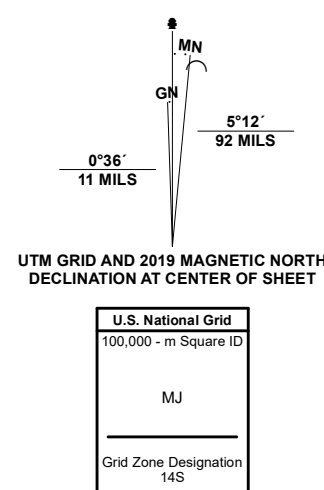 MN
GN
5°12´
92 MILS
0°36´
11 MILS
UTM GRID AND 2019 MAGNETIC NORTH
DECLINATION AT CENTER OF SHEET
U.S. National Grid
100,000 - m Square ID
MJ
Grid Zone Designation
14S